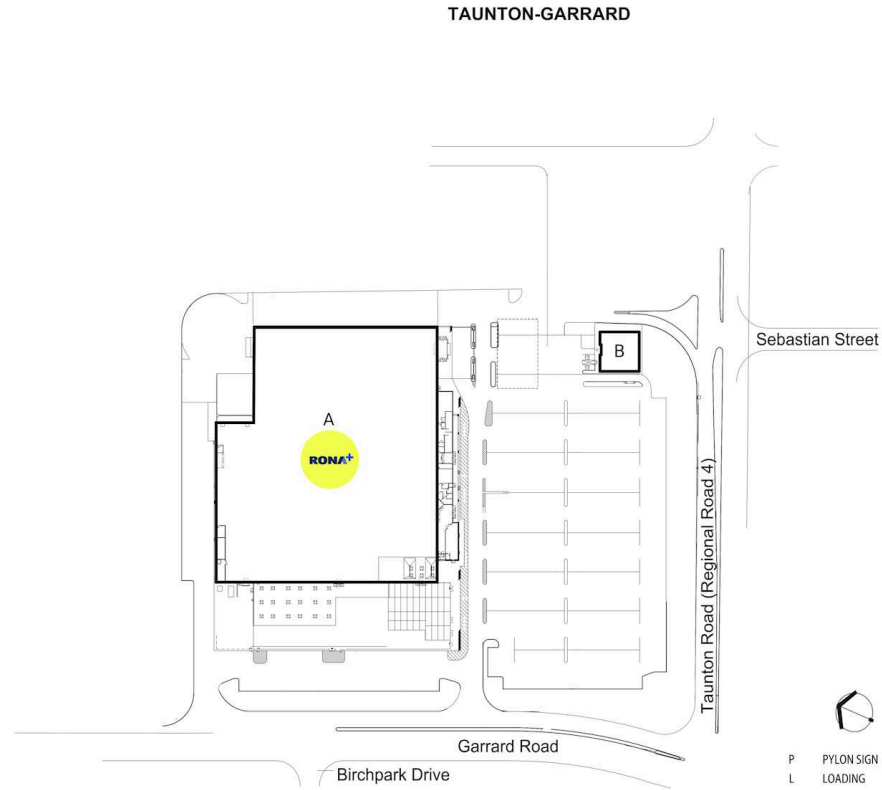 TAUNTON-GARRARD
Sebastian Street
B
A
RONA+
Taunton Road (Regional Road 4)
Garrard Road
Birchpark Drive
P PYLON SIGN
L LOADING